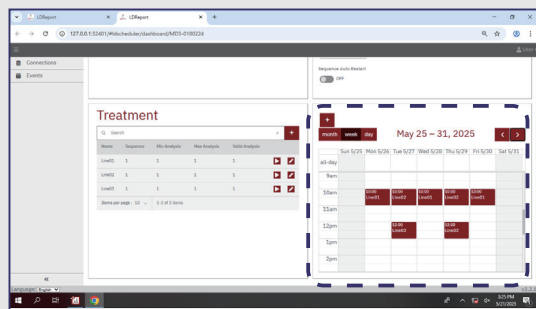 LDReport
LDReport
127.0.0.1:32401/#ldscheduler/dashboard/MD3-0180224
Connections
Events
Sequence Auto Restart
OFF
Treatment
Search
Name Sequence Min Analysis Max Analysis Valid Analysis
Line01 1 1 1 1
Line02 1 1 1 1
Line03 1 1 1 1
Items per page: 10 1-3 of 3 items
month week day May 25 – 31, 2025
Sun 5/25 Mon 5/26 Tue 5/27 Wed 5/28 Thu 5/29 Fri 5/30 Sat 5/31
all-day
9am
10am
10:00 10:00 10:00 10:00 10:00
Line01 Line02 Line01 Line02 Line01
11am
12pm
12:00 12:00
Line03 Line03
1pm
2pm
Language: English
3:25 PM
5/21/2025